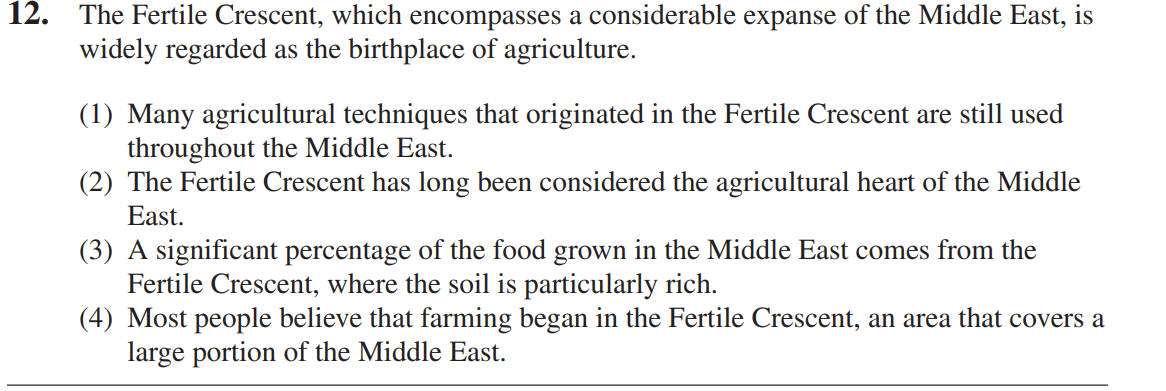 12. The Fertile Crescent, which encompasses a considerable expanse of the Middle East, is
widely regarded as the birthplace of agriculture.
(1) Many agricultural techniques that originated in the Fertile Crescent are still used
throughout the Middle East.
(2) The Fertile Crescent has long been considered the agricultural heart of the Middle
East.
(3) A significant percentage of the food grown in the Middle East comes from the
Fertile Crescent, where the soil is particularly rich.
(4) Most people believe that farming began in the Fertile Crescent, an area that covers a
large portion of the Middle East.